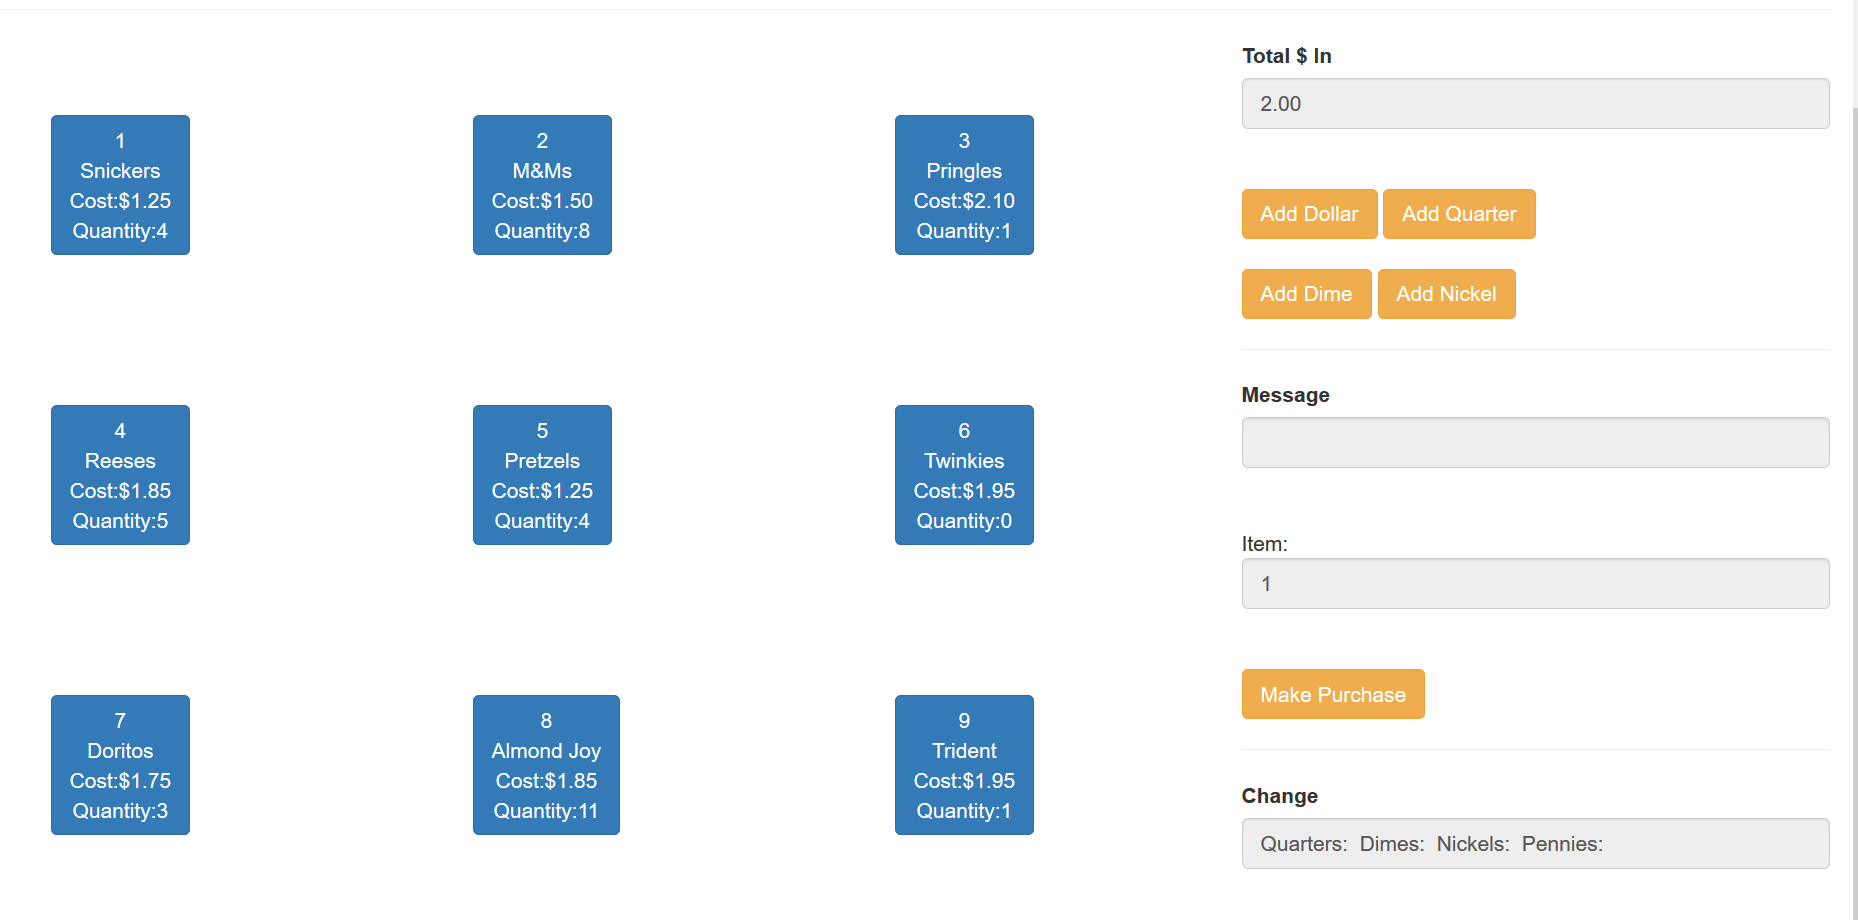 1
Snickers
Cost:$1.25
Quantity:4
2
M&Ms
Cost:$1.50
Quantity:8
3
Pringles
Cost:$2.10
Quantity:1
4
Reeses
Cost:$1.85
Quantity:5
5
Pretzels
Cost:$1.25
Quantity:4
6
Twinkies
Cost:$1.95
Quantity:0
7
Doritos
Cost:$1.75
Quantity:3
8
Almond Joy
Cost:$1.85
Quantity:11
9
Trident
Cost:$1.95
Quantity:1
Total $ In
2.00
Add Dollar
Add Quarter
Add Dime
Add Nickel
Message
Item:
1
Make Purchase
Change
Quarters: Dimes: Nickels: Pennies: